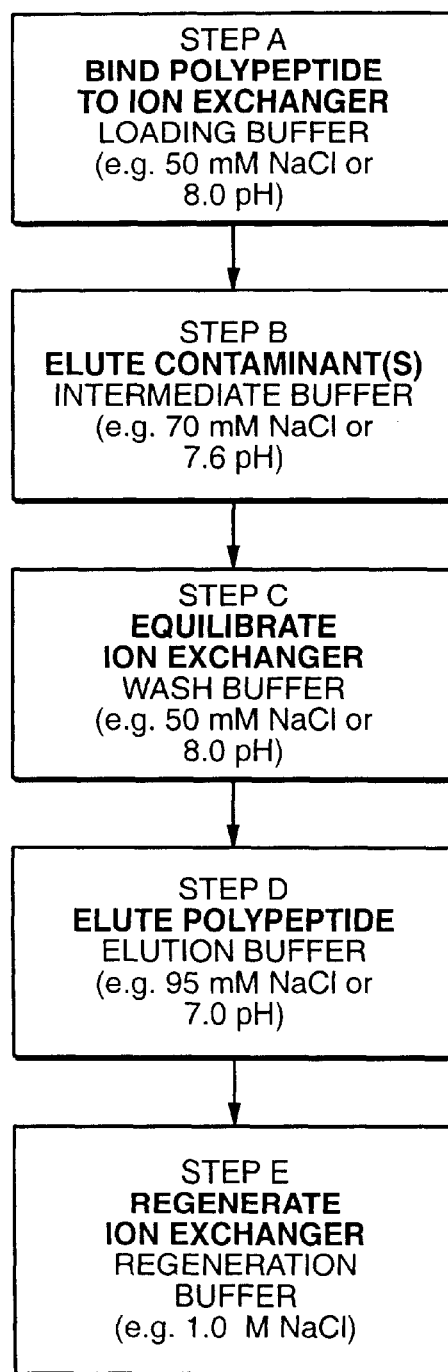 STEP A
BIND POLYPEPTIDE
TO ION EXCHANGER
LOADING BUFFER
(e.g. 50 mM NaCl or
8.0 pH)
STEP B
ELUTE CONTAMINANT(S)
INTERMEDIATE BUFFER
(e.g. 70 mM NaCl or
7.6 pH)
STEP C
EQUILIBRATE
ION EXCHANGER
WASH BUFFER
(e.g. 50 mM NaCl or
8.0 pH)
STEP D
ELUTE POLYPEPTIDE
ELUTION BUFFER
(e.g. 95 mM NaCl or
7.0 pH)
STEP E
REGENERATE
ION EXCHANGER
REGENERATION
BUFFER
(e.g. 1.0 M NaCl)